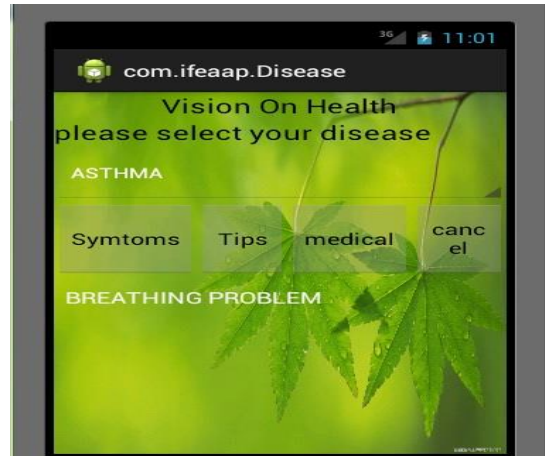 3G 11:01
com.ifeaap.Disease
Vision On Health
please select your disease
ASTHMA
Symtoms Tips medical canc
el
BREATHING PROBLEM